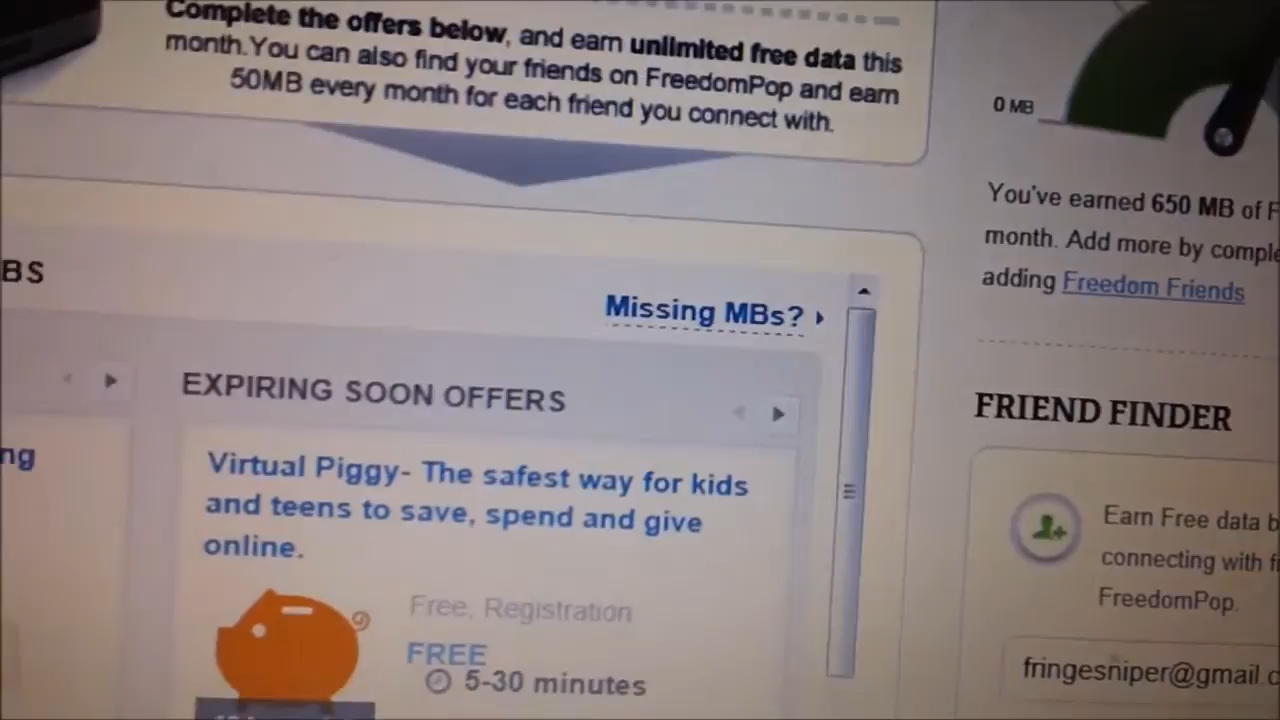 Complete the offers below, and earn unlimited free data this
month.You can also find your friends on FreedomPop and earn
50MB every month for each friend you connect with.
0 MB
You've earned 650 MB of F
month. Add more by comple
adding Freedom Friends
BS
Missing MBs?
EXPIRING SOON OFFERS
ng
Virtual Piggy- The safest way for kids
and teens to save, spend and give
online.
Free, Registration
FREE
5-30 minutes
FRIEND FINDER
Earn Free data b
connecting with fr
FreedomPop.
fringesniper@gmail.c